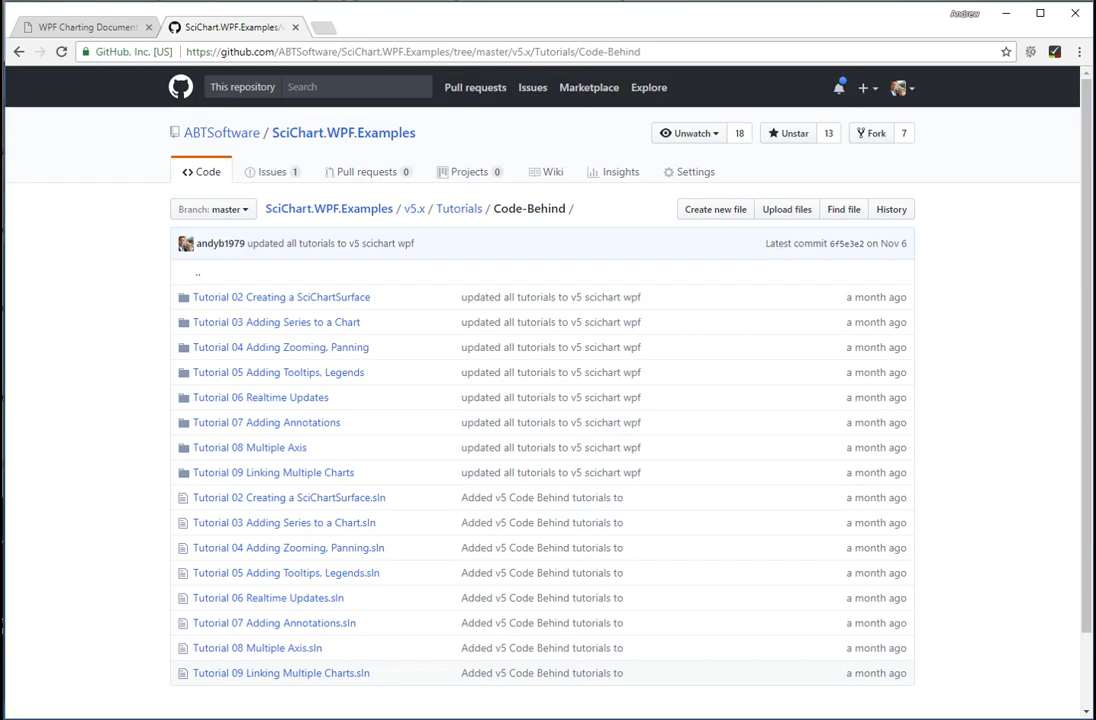 Andrew
WPF Charting Document
SciChart.WPF.Examples/
GitHub, Inc. [US] https://github.com/ABTSoftware/SciChart.WPF.Examples/tree/master/v5.x/Tutorials/Code-Behind
This repository Search Pull requests Issues Marketplace Explore
ABTSoftware / SciChart.WPF.Examples Unwatch 18 Unstar 13 Fork 7
Code Issues 1 Pull requests 0 Projects 0 Wiki Insights Settings
Branch: master SciChart.WPF.Examples / v5.x / Tutorials / Code-Behind / Create new file Upload files Find file History
andyb1979 updated all tutorials to v5 scichart wpf Latest commit 6f5e3e2 on Nov 6
..
Tutorial 02 Creating a SciChartSurface updated all tutorials to v5 scichart wpf a month ago
Tutorial 03 Adding Series to a Chart updated all tutorials to v5 scichart wpf a month ago
Tutorial 04 Adding Zooming, Panning updated all tutorials to v5 scichart wpf a month ago
Tutorial 05 Adding Tooltips, Legends updated all tutorials to v5 scichart wpf a month ago
Tutorial 06 Realtime Updates updated all tutorials to v5 scichart wpf a month ago
Tutorial 07 Adding Annotations updated all tutorials to v5 scichart wpf a month ago
Tutorial 08 Multiple Axis updated all tutorials to v5 scichart wpf a month ago
Tutorial 09 Linking Multiple Charts updated all tutorials to v5 scichart wpf a month ago
Tutorial 02 Creating a SciChartSurface.sln Added v5 Code Behind tutorials to a month ago
Tutorial 03 Adding Series to a Chart.sln Added v5 Code Behind tutorials to a month ago
Tutorial 04 Adding Zooming, Panning.sln Added v5 Code Behind tutorials to a month ago
Tutorial 05 Adding Tooltips, Legends.sln Added v5 Code Behind tutorials to a month ago
Tutorial 06 Realtime Updates.sln Added v5 Code Behind tutorials to a month ago
Tutorial 07 Adding Annotations.sln Added v5 Code Behind tutorials to a month ago
Tutorial 08 Multiple Axis.sln Added v5 Code Behind tutorials to a month ago
Tutorial 09 Linking Multiple Charts.sln Added v5 Code Behind tutorials to a month ago